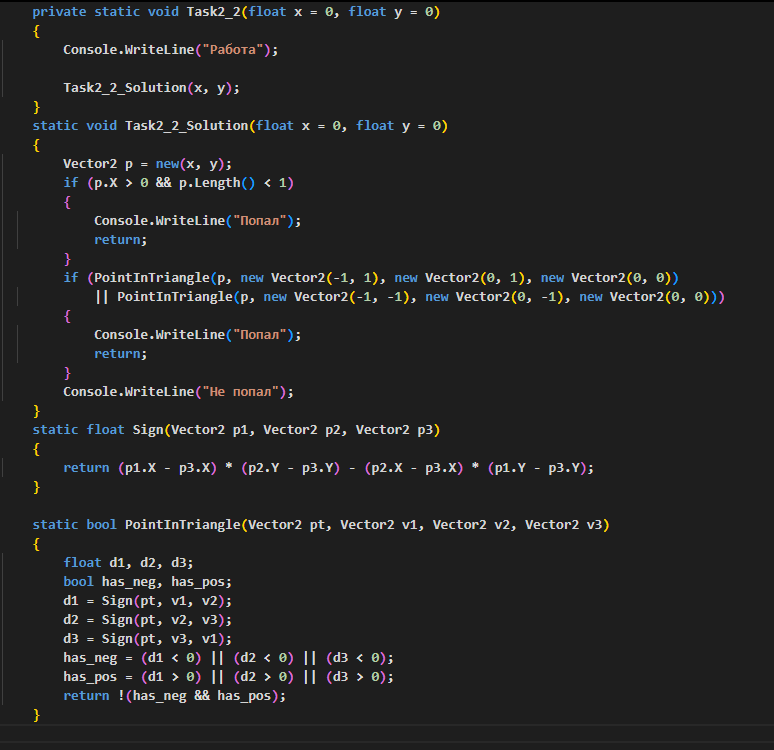 private static void Task2_2(float x = 0, float y = 0)
{
Console.WriteLine("Работа");
Task2_2_Solution(x, y);
}
static void Task2_2_Solution(float x = 0, float y = 0)
{
Vector2 p = new(x, y);
if (p.X > 0 && p.Length() < 1)
{
Console.WriteLine("Попал");
return;
}
if (PointInTriangle(p, new Vector2(-1, 1), new Vector2(0, 1), new Vector2(0, 0))
|| PointInTriangle(p, new Vector2(-1, -1), new Vector2(0, -1), new Vector2(0, 0)))
{
Console.WriteLine("Попал");
return;
}
Console.WriteLine("Не попал");
}
static float Sign(Vector2 p1, Vector2 p2, Vector2 p3)
{
return (p1.X - p3.X) * (p2.Y - p3.Y) - (p2.X - p3.X) * (p1.Y - p3.Y);
}
static bool PointInTriangle(Vector2 pt, Vector2 v1, Vector2 v2, Vector2 v3)
{
float d1, d2, d3;
bool has_neg, has_pos;
d1 = Sign(pt, v1, v2);
d2 = Sign(pt, v2, v3);
d3 = Sign(pt, v3, v1);
has_neg = (d1 < 0) || (d2 < 0) || (d3 < 0);
has_pos = (d1 > 0) || (d2 > 0) || (d3 > 0);
return !(has_neg && has_pos);
}